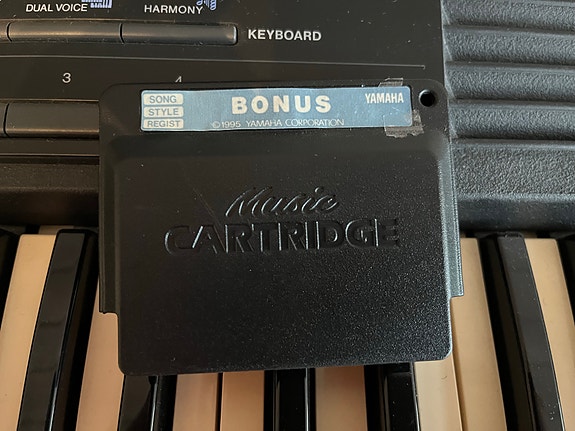 DUAL VOICE HARMONY
KEYBOARD
3 4
SONG
STYLE
REGIST
BONUS
YAMAHA
©1995 YAMAHA CORPORATION
Music
CARTRIDGE